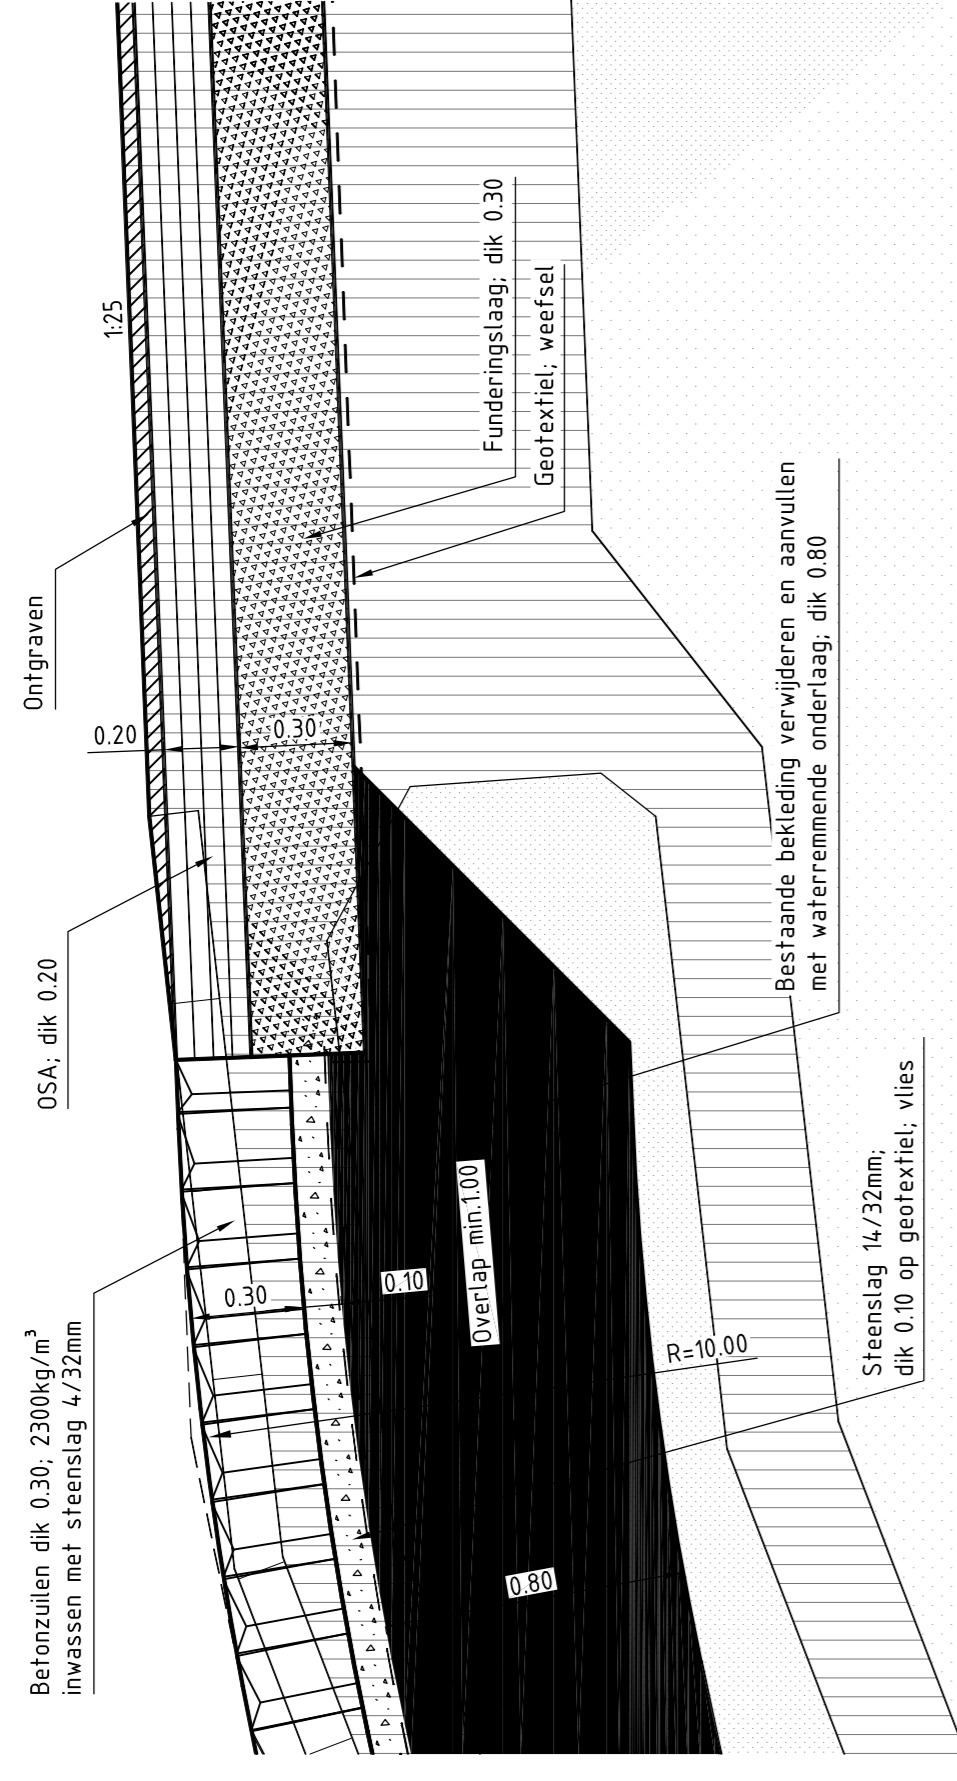 Betonzuilen dik 0.30; 2300kg/m³
inwassen met steenslag 4/32mm
OSA; dik 0.20
Ontgraven
1:25
0.20
0.30
Funderingslaag; dik 0.30
Geotextiel; weefsel
0.30
0.10
Overlap min.1.00
0.80
R=10.00
Bestaande bekleding verwijderen en aanvullen
met waterremmende onderlaag; dik 0.80
Steenslag 14/32mm;
dik 0.10 op geotextiel; vlies